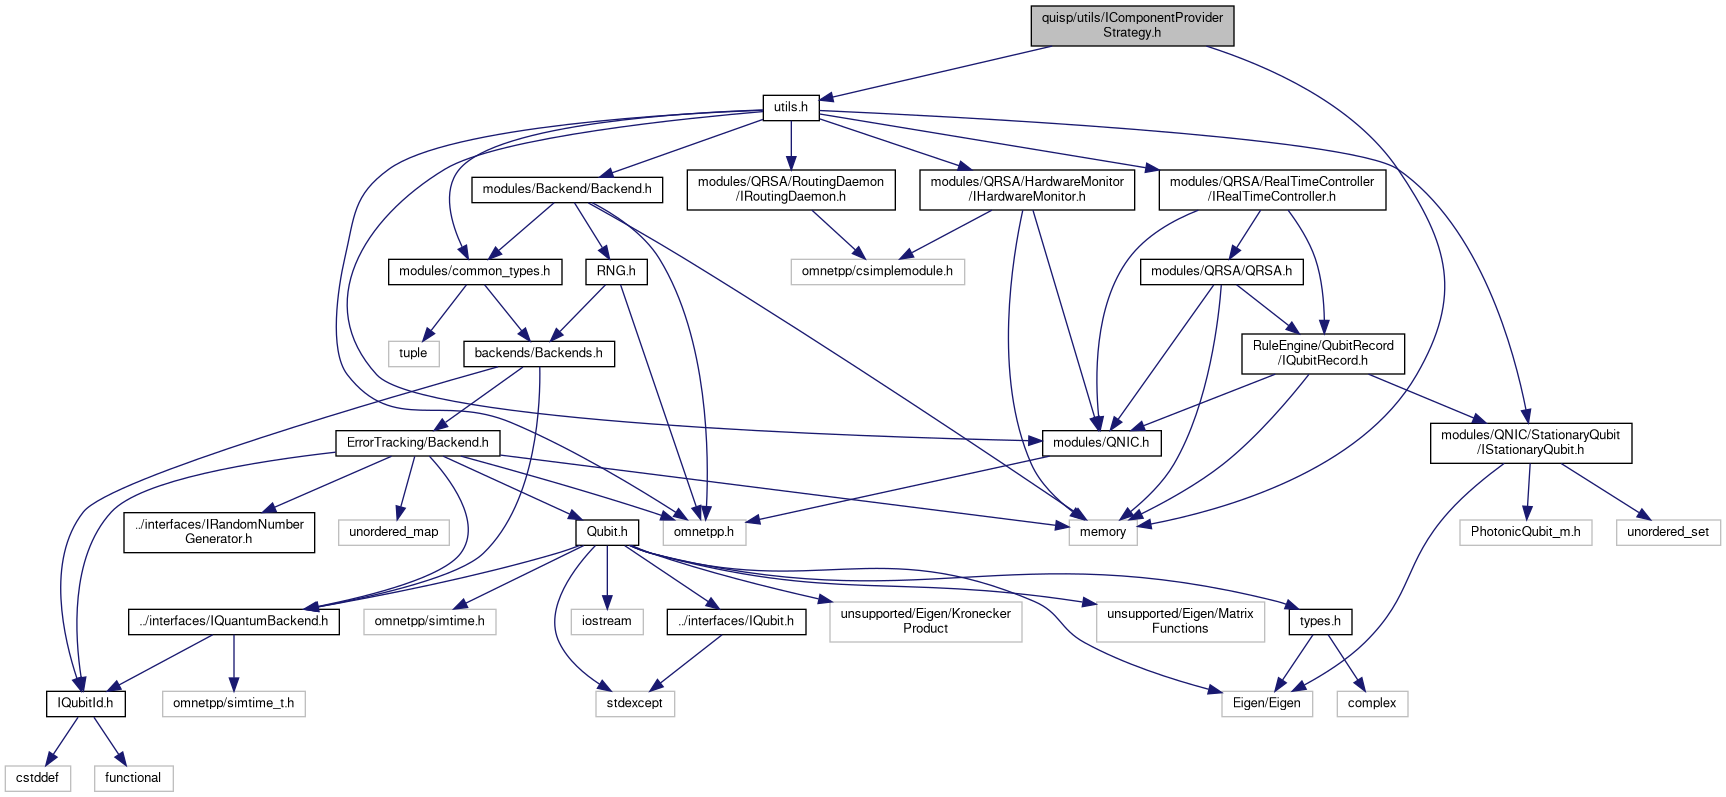 quisp/utils/IComponentProvider
Strategy.h
utils.h
modules/Backend/Backend.h
modules/QRSA/RoutingDaemon
/IRoutingDaemon.h
modules/QRSA/HardwareMonitor
/IHardwareMonitor.h
modules/QRSA/RealTimeController
/IRealTimeController.h
modules/common_types.h
RNG.h
omnetpp/csimplemodule.h
modules/QRSA/QRSA.h
tuple
backends/Backends.h
RuleEngine/QubitRecord
/IQubitRecord.h
ErrorTracking/Backend.h
modules/QNIC.h
modules/QNIC/StationaryQubit
/IStationaryQubit.h
../interfaces/IRandomNumber
Generator.h
unordered_map
Qubit.h
omnetpp.h
memory
PhotonicQubit_m.h
unordered_set
../interfaces/IQuantumBackend.h
omnetpp/simtime.h
iostream
../interfaces/IQubit.h
unsupported/Eigen/Kronecker
Product
unsupported/Eigen/Matrix
Functions
types.h
IQubitId.h
omnetpp/simtime_t.h
stdexcept
Eigen/Eigen
complex
cstddef
functional